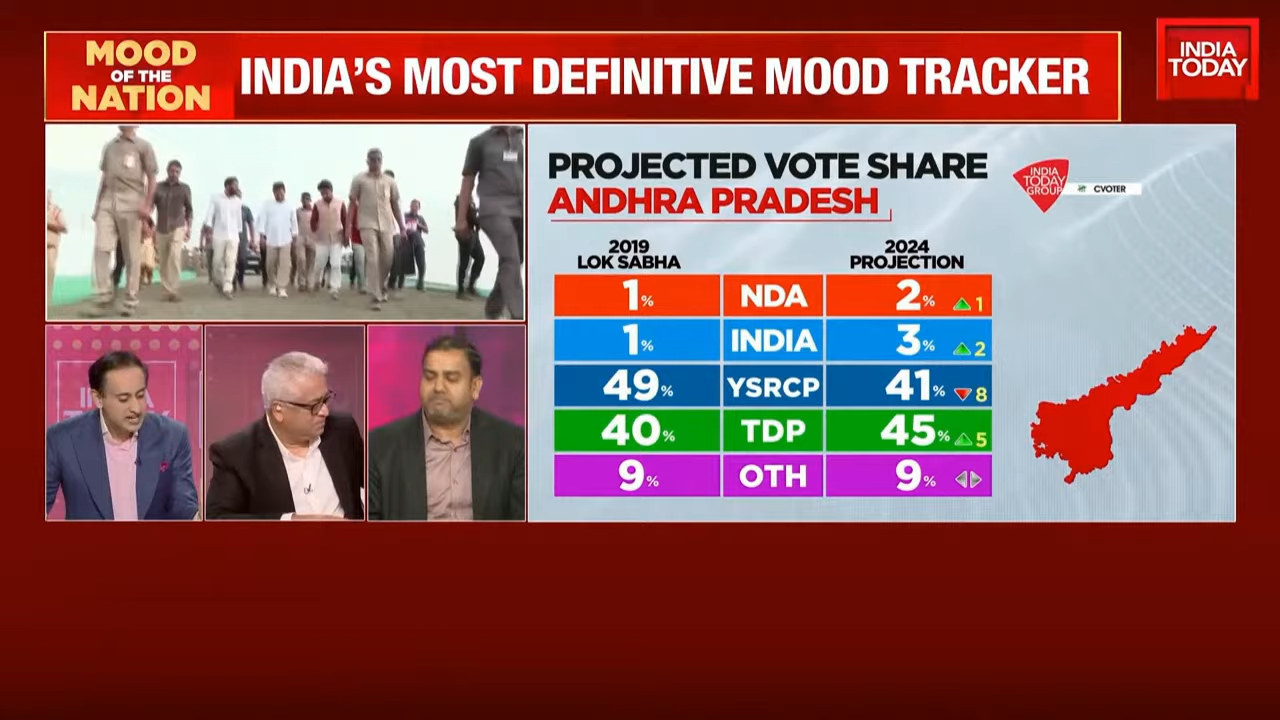 MOOD
OF THE
NATION
INDIA'S MOST DEFINITIVE MOOD TRACKER
INDIA
TODAY
PROJECTED VOTE SHARE
ANDHRA PRADESH
INDIA
TODAY
GROUP
CVOTER
2019
LOK SABHA
2024
PROJECTION
1% NDA 2% 1
1% INDIA 3% 2
49% YSRCP 41% 8
40% TDP 45% 5
9% OTH 9%